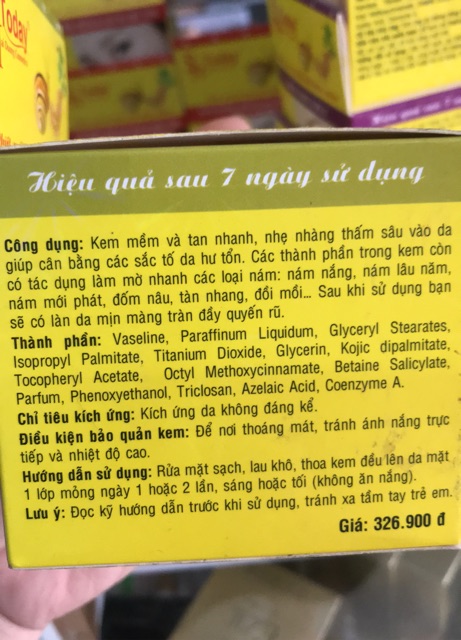 Today
Hiệu quả sau 7 ngày sử dụng
Công dụng: Kem mềm và tan nhanh, nhẹ nhàng thấm sâu vào da
giúp cân bằng các sắc tố da hư tổn. Các thành phần trong kem còn
có tác dụng làm mờ nhanh các loại nám: nám nắng, nám lâu năm,
nám mới phát, đốm nâu, tàn nhang, đồi mồi... Sau khi sử dụng bạn
sẽ có làn da mịn màng tràn đầy quyến rũ.
Thành phần: Vaseline, Paraffinum Liquidum, Glyceryl Stearates,
Isopropyl Palmitate, Titanium Dioxide, Glycerin, Kojic dipalmitate,
Tocopheryl Acetate, Octyl Methoxycinnamate, Betaine Salicylate,
Parfum, Phenoxyethanol, Triclosan, Azelaic Acid, Coenzyme A.
Chỉ tiêu kích ứng: Kích ứng da không đáng kể.
Điều kiện bảo quản kem: Để nơi thoáng mát, tránh ánh nắng trực
tiếp và nhiệt độ cao.
Hướng dẫn sử dụng: Rửa mặt sạch, lau khô, thoa kem đều lên da mặt
1 lớp mỏng ngày 1 hoặc 2 lần, sáng hoặc tối (không ăn nắng).
Lưu ý: Đọc kỹ hướng dẫn trước khi sử dụng, tránh xa tầm tay trẻ em.
Giá: 326.900 đ